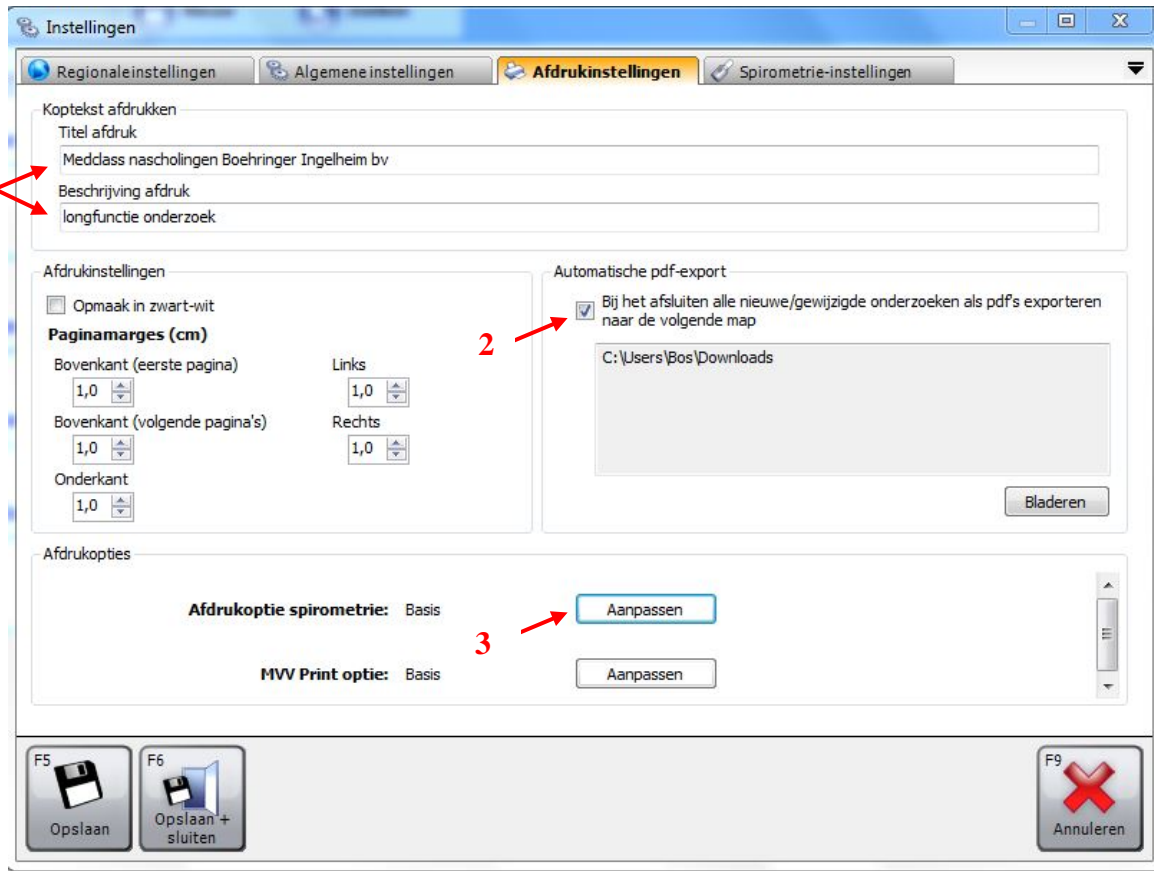 Instellingen
Regionale instellingen
Algemene instellingen
Afdrukinstellingen
Spirometrie-instellingen
Koptekst afdrukken
Titel afdruk
Medclass nascholingen Boehringer Ingelheim bv
Beschrijving afdruk
longfunctie onderzoek
Afdrukinstellingen
Opmaak in zwart-wit
Paginamarges (cm)
Bovenkant (eerste pagina)
Links
1,0
1,0
Bovenkant (volgende pagina's)
Rechts
1,0
1,0
Onderkant
1,0
Automatische pdf-export
Bij het afsluiten alle nieuwe/gewijzigde onderzoeken als pdf's exporteren
naar de volgende map
2
C:\Users\Bos\Downloads
Bladeren
Afdrukopties
Afdrukoptie spirometrie: Basis
Aanpassen
3
MVV Print optie: Basis
Aanpassen
F5
Opslaan
F6
Opslaan +
sluiten
F9
Annuleren